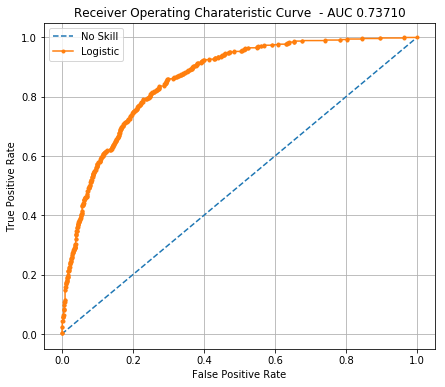 Receiver Operating Charateristic Curve - AUC 0.73710
No Skill
Logistic
True Positive Rate
1.0
0.8
0.6
0.4
0.2
0.0
0.0 0.2 0.4 0.6 0.8 1.0
False Positive Rate